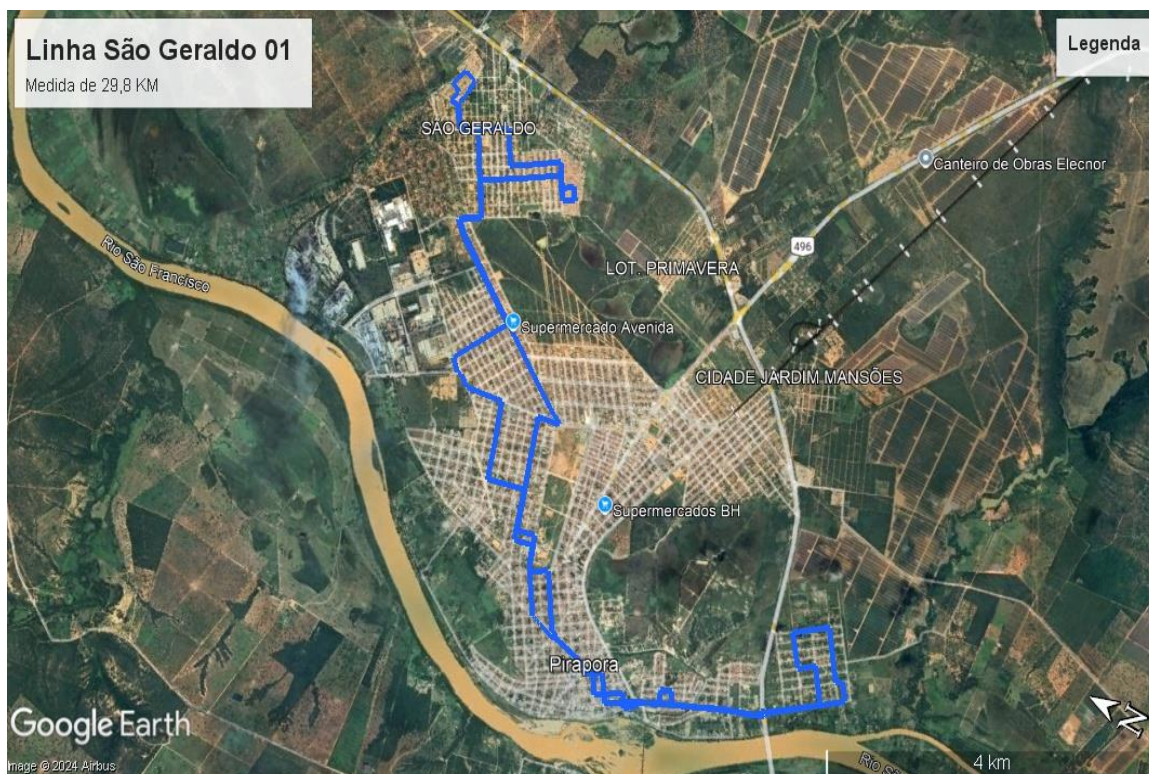 Linha São Geraldo 01
Medida de 29,8 KM
Legenda
SÃO GERALDO
Canteiro de Obras Elecnor
496
Rio São Francisco
LOT. PRIMAVERA
Supermercado Avenida
CIDADE JARDIM MANSÕES
Supermercados BH
Pirapora
N
Google Earth
Image © 2024 Airbus
4 km